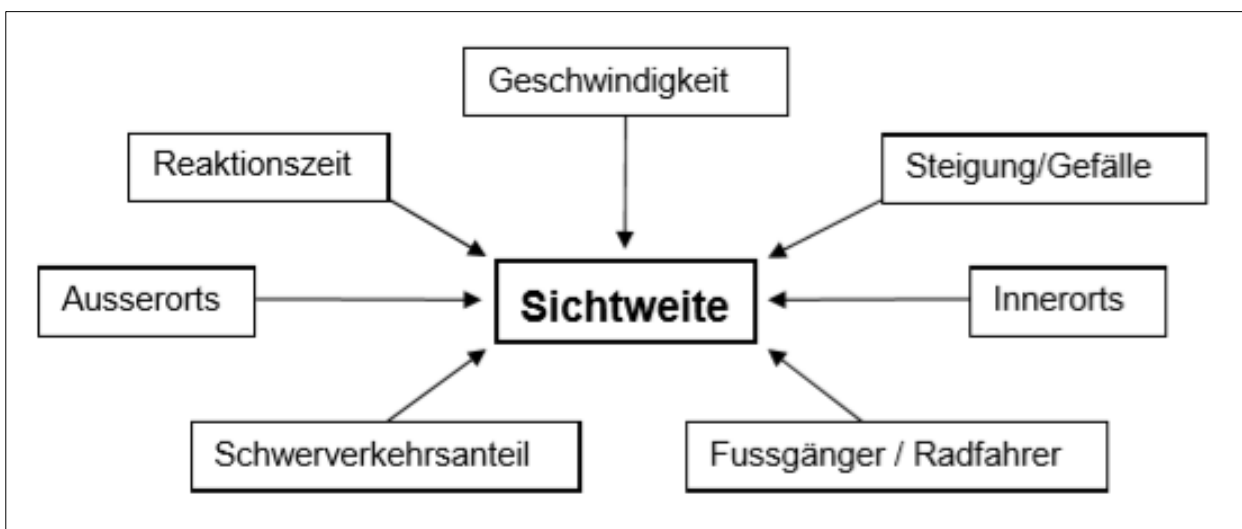 Geschwindigkeit
Reaktionszeit
Steigung/Gefälle
Ausserorts
Sichtweite
Innerorts
Schwerverkehrsanteil
Fussgänger / Radfahrer